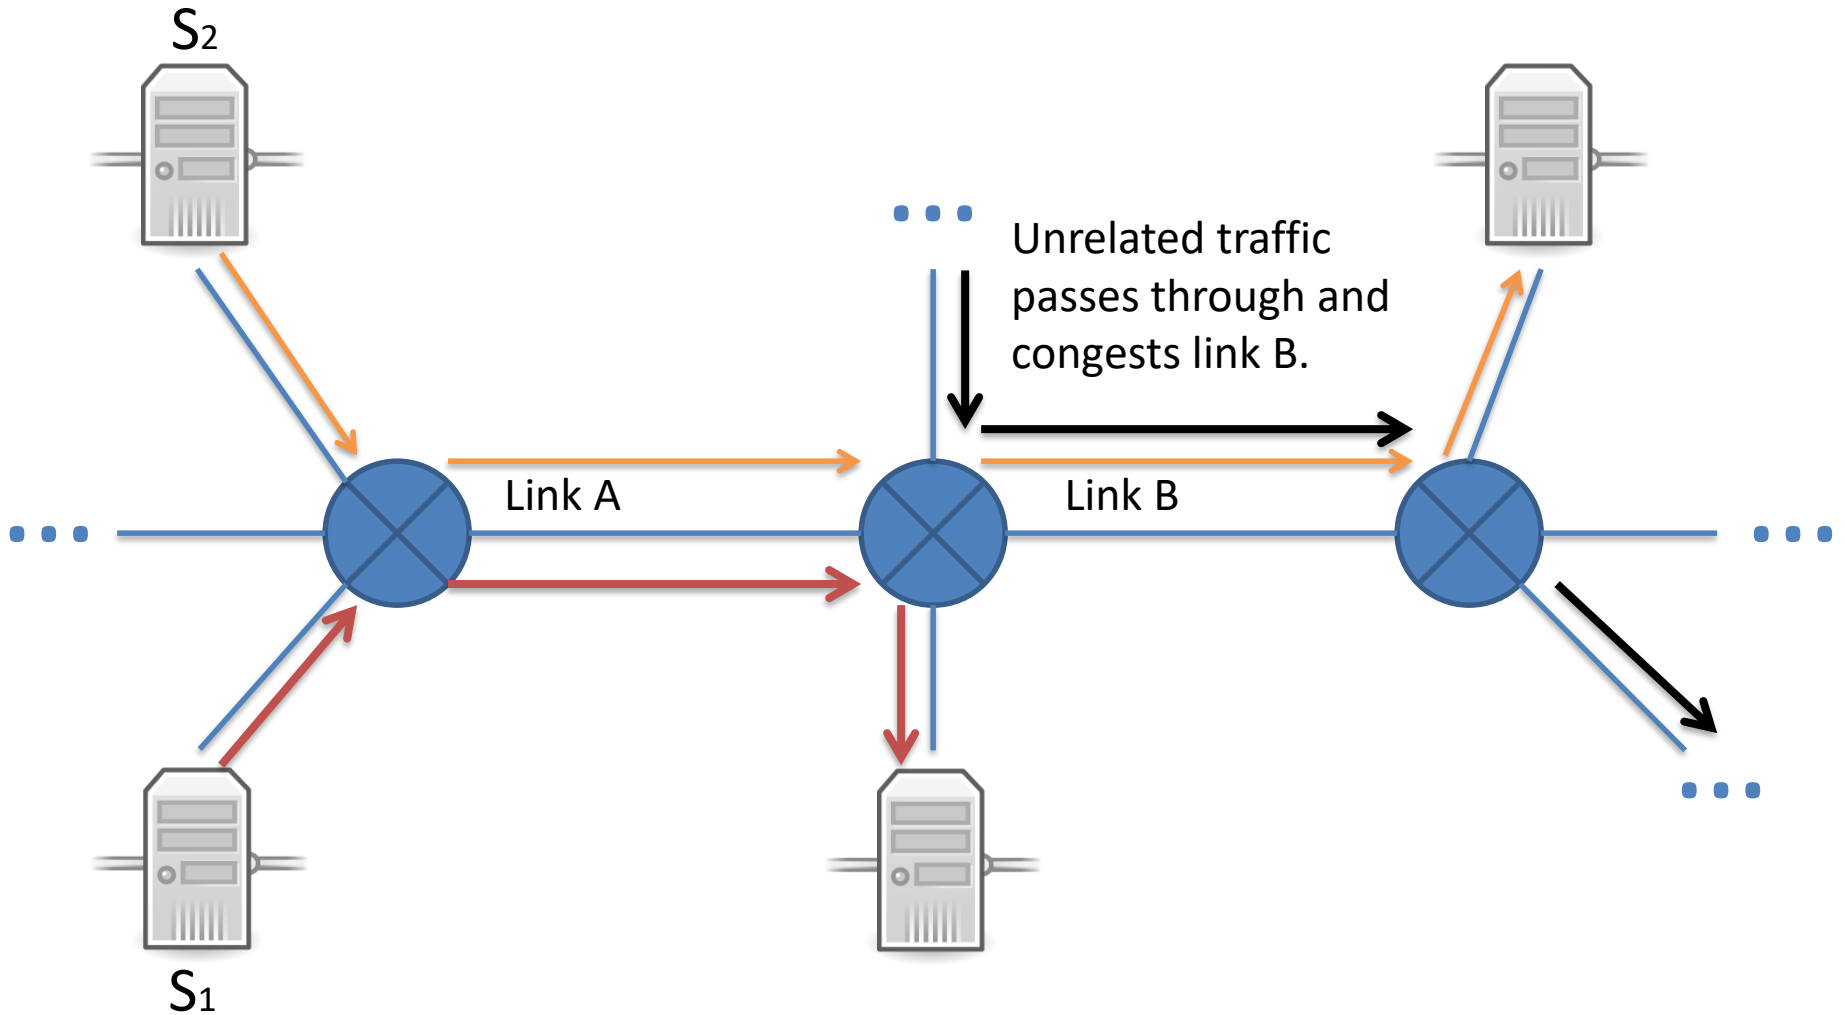 S2
Unrelated traffic
passes through and
congests link B.
Link A
Link B
S1